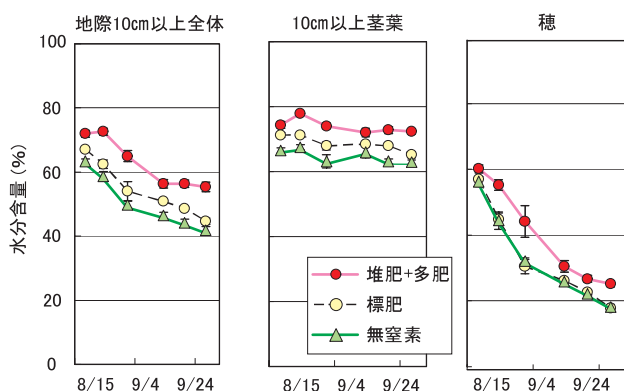 地際10cm以上全体
10cm以上茎葉
穂
水分含量(%)
100
80
60
40
20
0
堆肥+多肥
標肥
無窒素
8/15 9/4 9/24
8/15 9/4 9/24
8/15 9/4 9/24